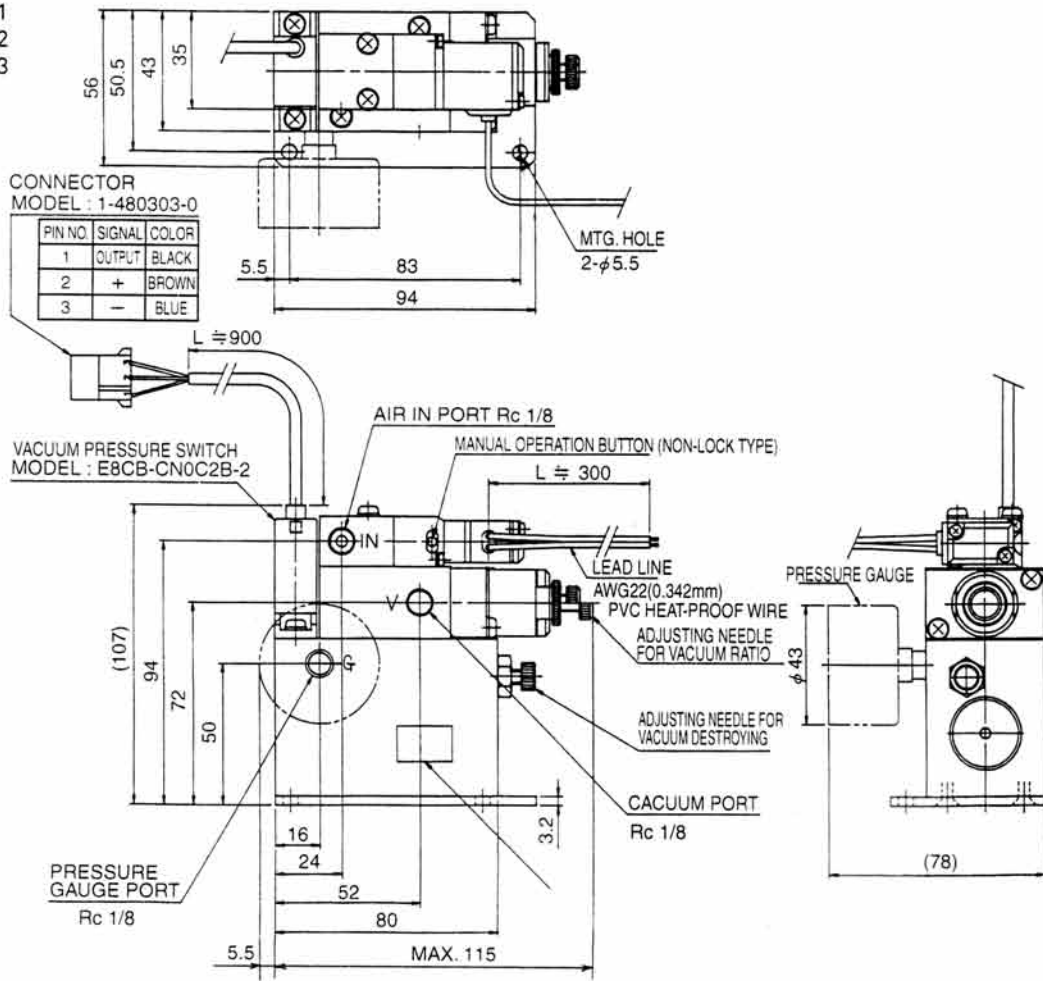 1
2
3
56
50.5
43
35
CONNECTOR
MODEL : 1-480303-0
PIN NO. SIGNAL COLOR
1 OUTPUT BLACK
2 + BROWN
3 − BLUE
MTG. HOLE
2-φ5.5
5.5
83
94
L ≒900
AIR IN PORT Rc 1/8
MANUAL OPERATION BUTTON (NON-LOCK TYPE)
VACUUM PRESSURE SWITCH
MODEL : E8CB-CN0C2B-2
L ≒ 300
IN
LEAD LINE
AWG22(0.342mm)
PVC HEAT-PROOF WIRE
PRESSURE GAUGE
V
ADJUSTING NEEDLE
FOR VACUUM RATIO
G
(107)
94
72
50
φ43
ADJUSTING NEEDLE FOR
VACUUM DESTROYING
CACUUM PORT
Rc 1/8
3.2
16
24
52
80
PRESSURE
GAUGE PORT
Rc 1/8
(78)
5.5
MAX. 115